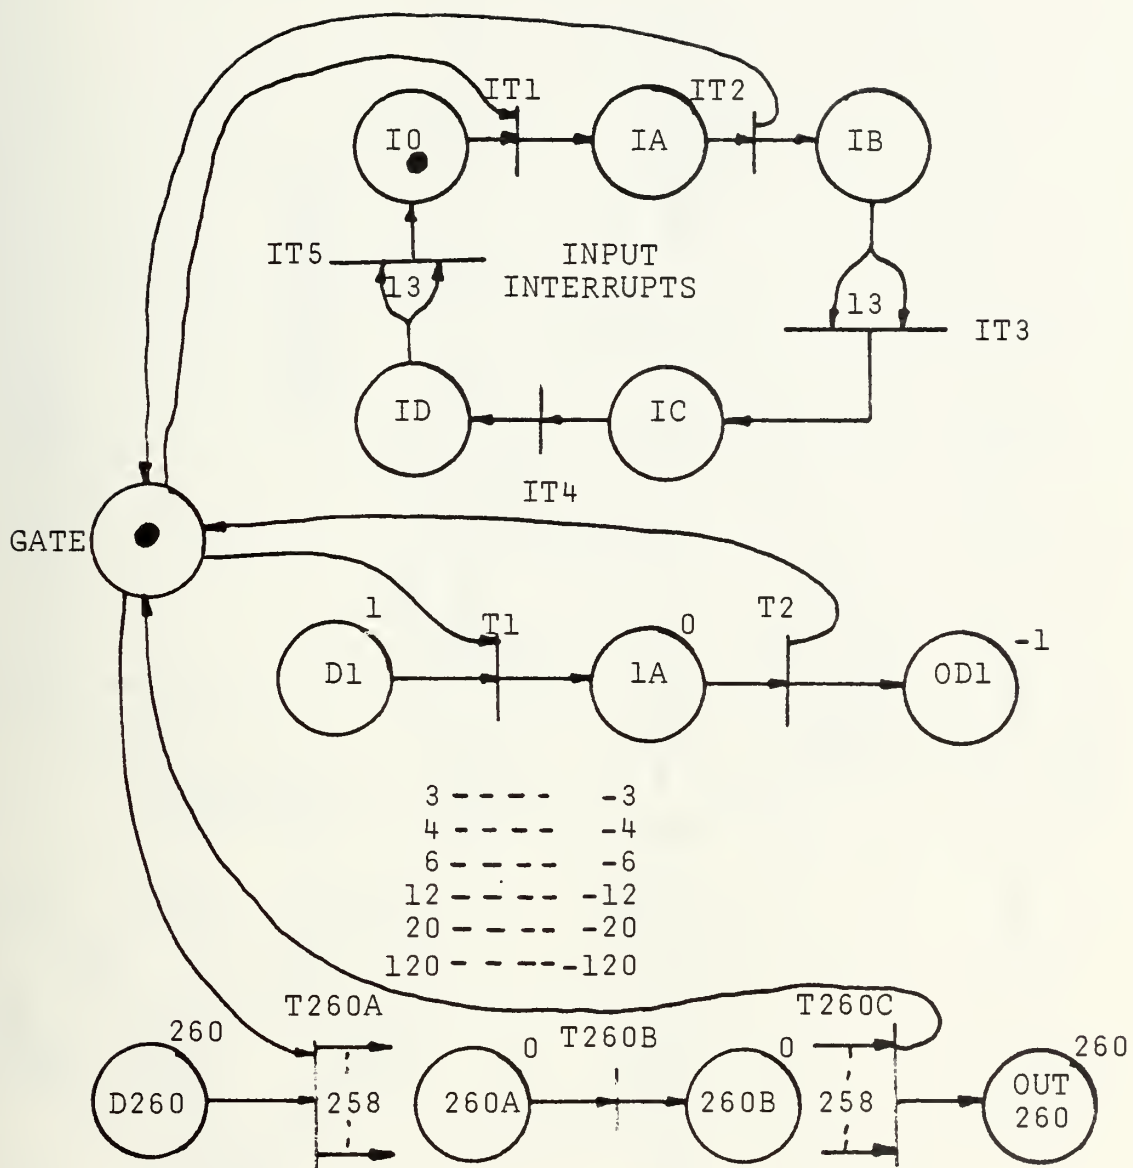 IT1
IT2
I0
IA
IB
IT5
INPUT
INTERRUPTS
13
13
IT3
ID
IC
IT4
GATE
1
T1
0
T2
-1
D1
1A
OD1
3 ---- -3
4 ---- -4
6 ---- -6
12 ---- -12
20 ---- -20
120 ---- -120
T260A
T260C
260
0
T260B
0
260
D260
258
260A
260B
258
OUT
260